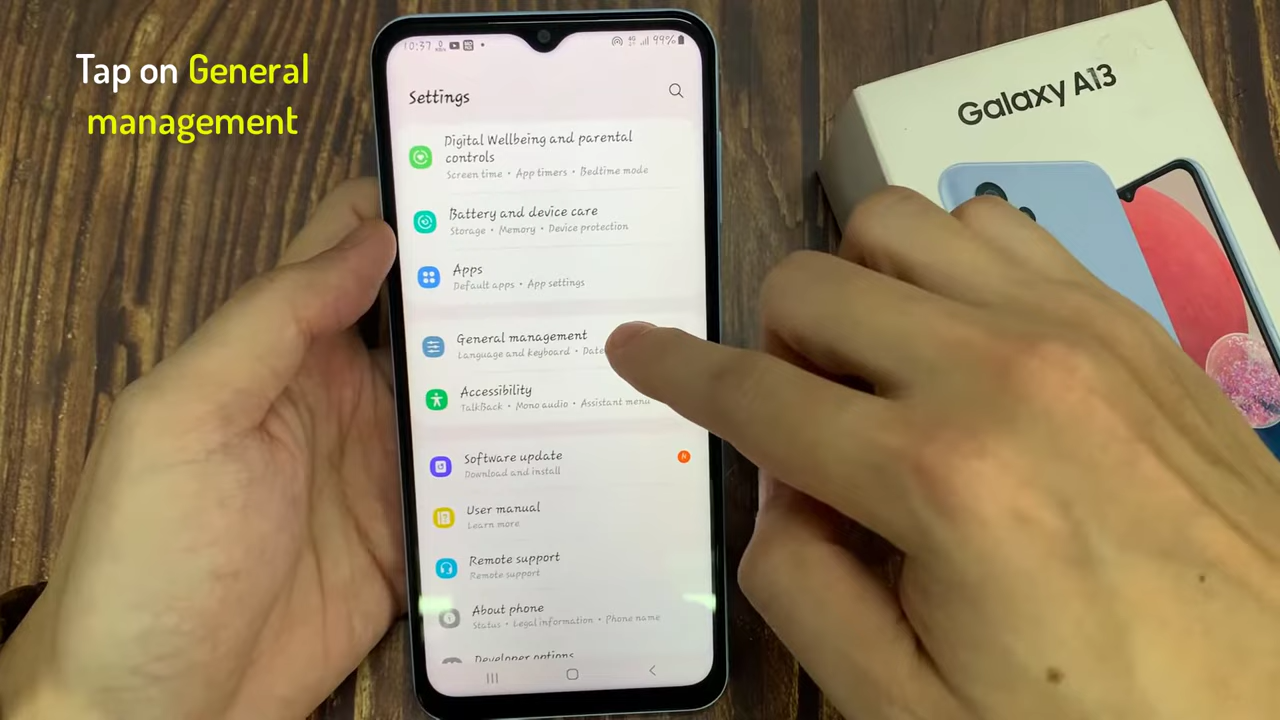 Tap on General
management
10:37
99%
Settings
Digital Wellbeing and parental
controls
Screen time • App timers • Bedtime mode
Battery and device care
Storage • Memory • Device protection
Apps
Default apps • App settings
General management
Language and keyboard • Date
Accessibility
TalkBack • Mono audio • Assistant menu
Software update
Download and install
N
User manual
Learn more
Remote support
Remote support
About phone
Status • Legal information • Phone name
Developer options
Galaxy A13